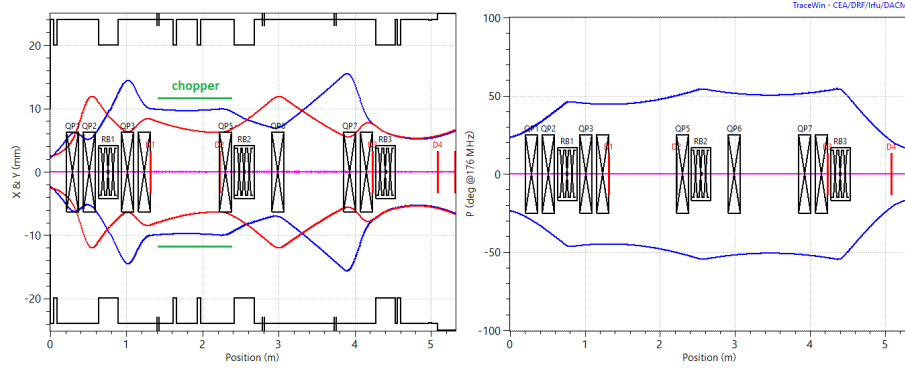 TraceWin - CEA/DRF/Irfu/DACM
X & Y (mm)
20
10
0
-10
-20
chopper
QP1
QP2
RB1
QP3
D1
D2
QP5
RB2
QP6
QP7
RB3
D4
0
1
2
3
4
5
Position (m)
P (deg @176 MHz)
100
50
0
-50
-100
QP1
QP2
RB1
QP3
D1
QP5
D2
RB2
QP6
QP7
RB3
D4
0
1
2
3
4
5
Position (m)